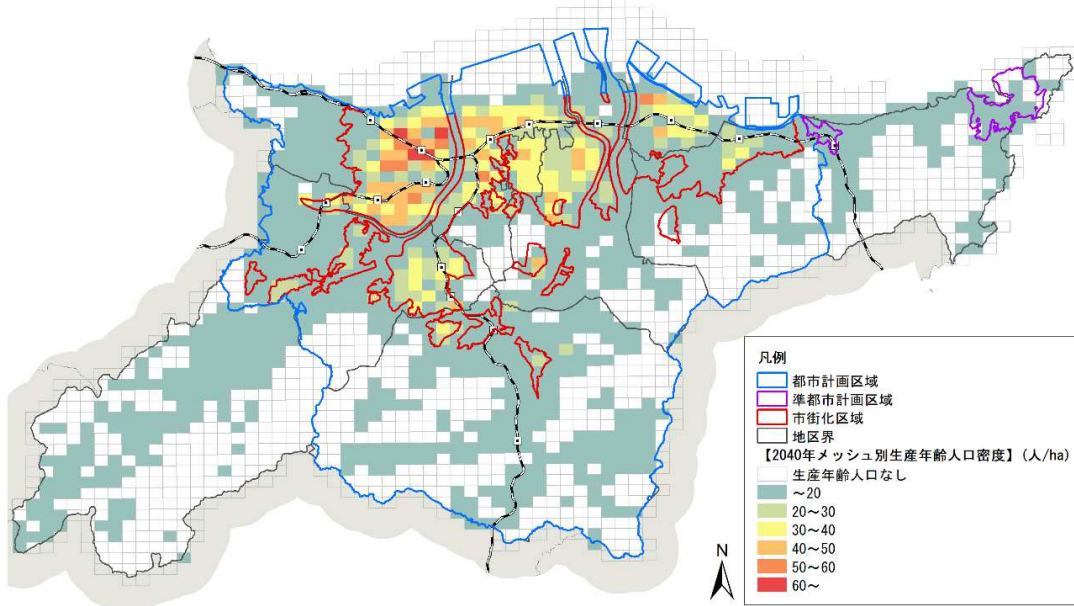 凡例
都市計画区域
準都市計画区域
市街化区域
地区界
【2040年メッシュ別生産年齢人口密度】(人/ha)
生産年齢人口なし
～20
20～30
30～40
40～50
50～60
60～
N